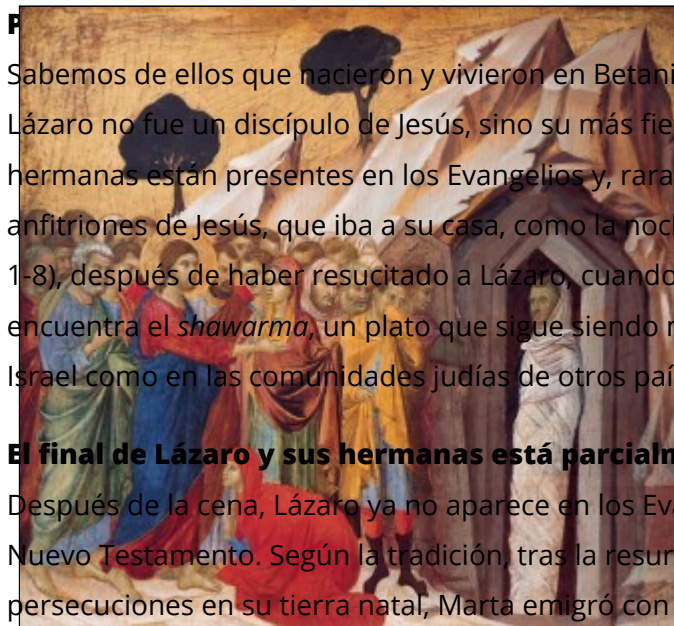 P
Sabemos de ellos que nacieron y vivieron en Betani
Lázaro no fue un discípulo de Jesús, sino su más fie
hermanas están presentes en los Evangelios y, rara
anfitriones de Jesús, que iba a su casa, como la noch
1-8), después de haber resucitado a Lázaro, cuando
encuentra el shawarma, un plato que sigue siendo
Israel como en las comunidades judías de otros paí
El final de Lázaro y sus hermanas está parcialm
Después de la cena, Lázaro ya no aparece en los Eva
Nuevo Testamento. Según la tradición, tras la resur
persecuciones en su tierra natal, Marta emigró con